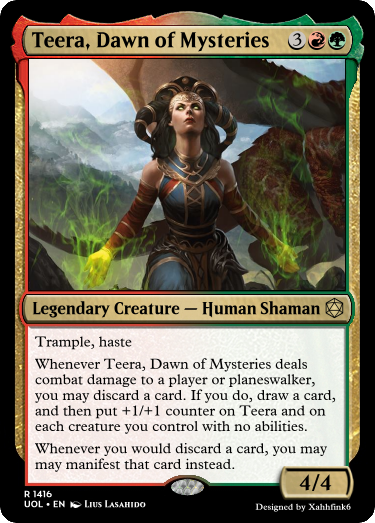 Teera, Dawn of Mysteries 3
Legendary Creature — Human Shaman
Trample, haste
Whenever Teera, Dawn of Mysteries deals
combat damage to a player or planeswalker,
you may discard a card. If you do, draw a card,
and then put +1/+1 counter on Teera and on
each creature you control with no abilities.
Whenever you would discard a card, you may
may manifest that card instead.
4/4
R 1416
UOL • EN Lius Lasahido
Designed by Xahhfink6